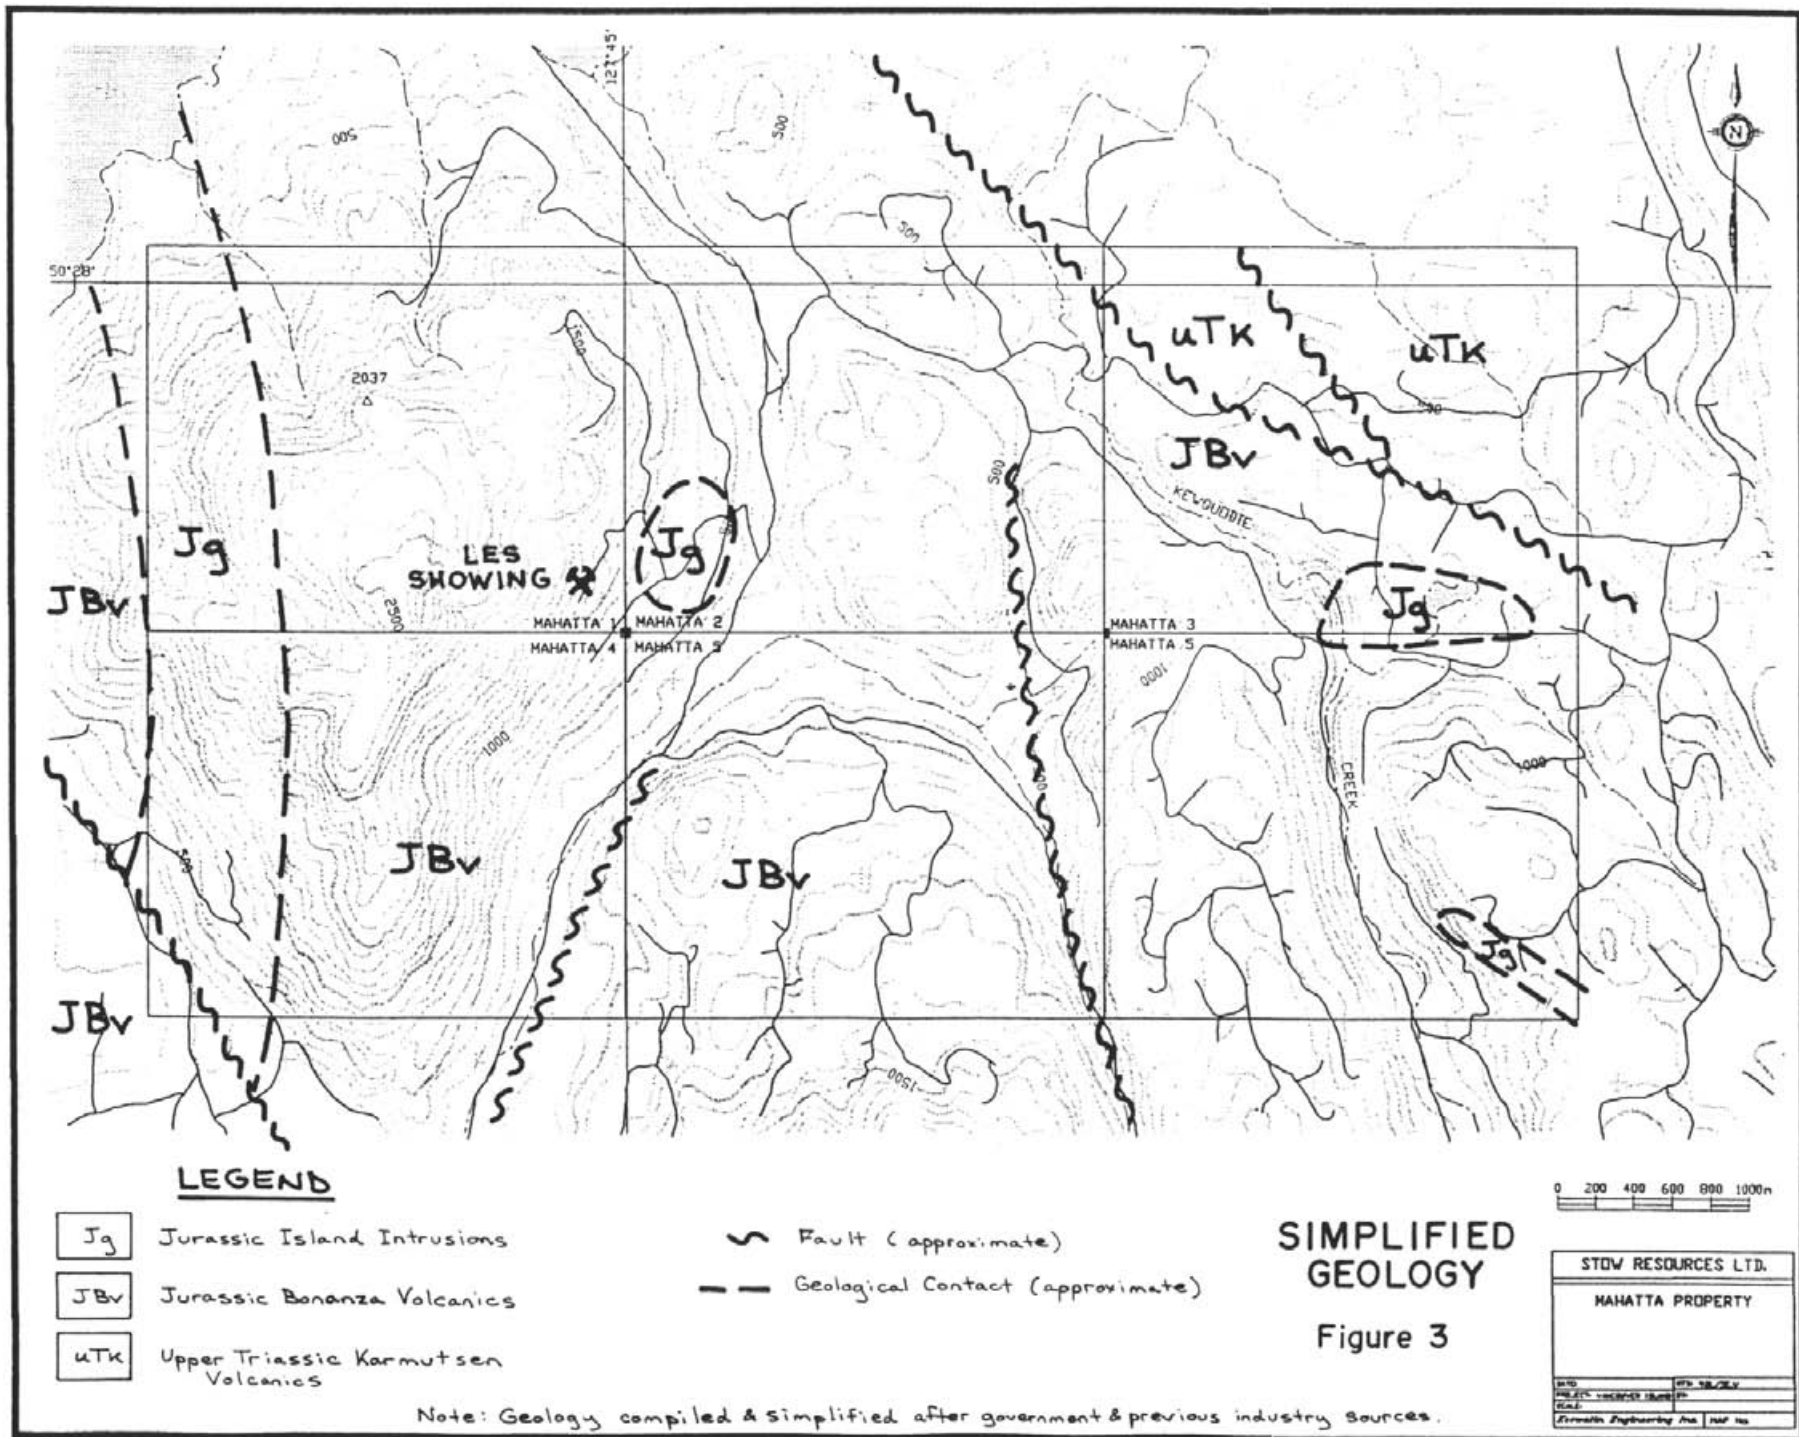 127°45'
500
500
500
50°28'
1500
uTK
uTK
2037
500
JBv
500
KEWQUODIE
Jg
LES
SHOWING
Jg
Jg
JBv
2500
MAHATTA 1
MAHATTA 2
MAHATTA 3
MAHATTA 4
MAHATTA 5
MAHATTA 5
1000
1000
1000
CREEK
500
JBv
JBv
Jg
JBv
1500
LEGEND
Jg Jurassic Island Intrusions
JBv Jurassic Bonanza Volcanics
uTK Upper Triassic Karmutsen
Volcanics
Fault (approximate)
Geological Contact (approximate)
SIMPLIFIED
GEOLOGY
Figure 3
0 200 400 600 800 1000m
STOW RESOURCES LTD.
MAHATTA PROPERTY
Note: Geology compiled & simplified after government & previous industry sources.